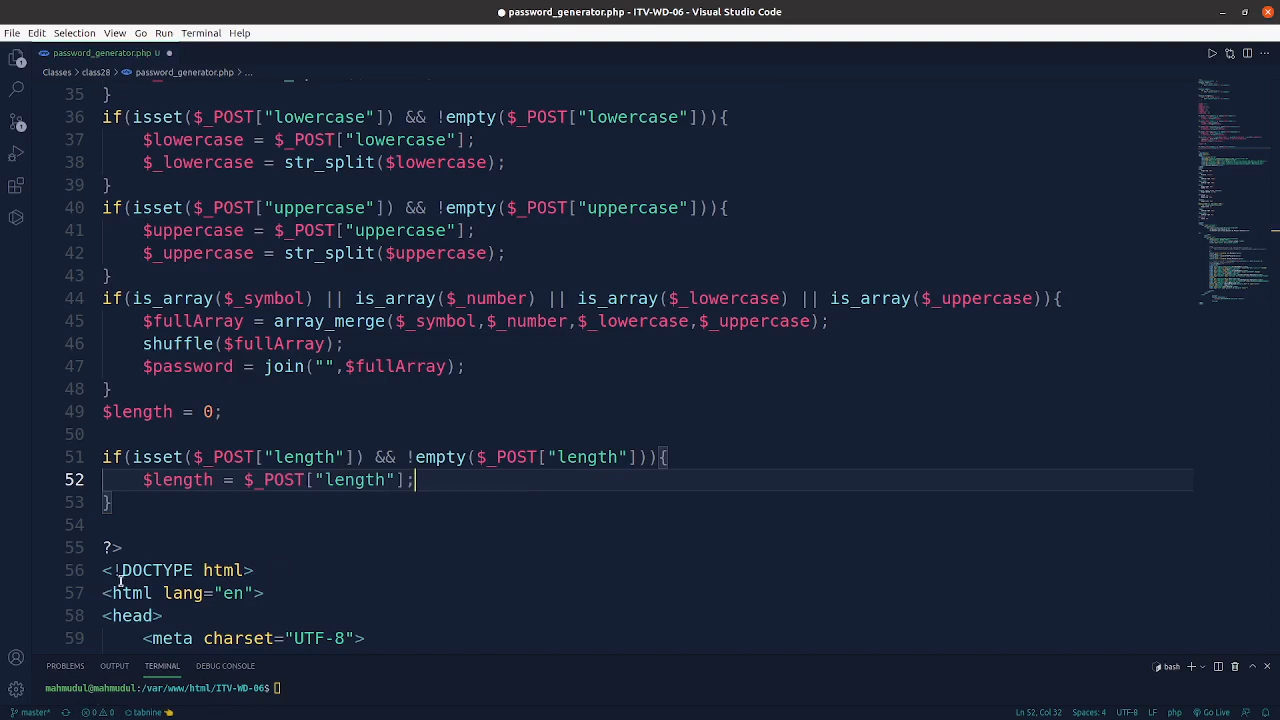 password_generator.php - ITV-WD-06 - Visual Studio Code
File Edit Selection View Go Run Terminal Help
password_generator.php U
Classes class28 password_generator.php ...
35 }
36 if(isset($_POST["lowercase"]) && !empty($_POST["lowercase"])){
37 $lowercase = $_POST["lowercase"];
38 $_lowercase = str_split($lowercase);
39 }
40 if(isset($_POST["uppercase"]) && !empty($_POST["uppercase"])){
41 $uppercase = $_POST["uppercase"];
42 $_uppercase = str_split($uppercase);
43 }
44 if(is_array($_symbol) || is_array($_number) || is_array($_lowercase) || is_array($_uppercase)){
45 $fullArray = array_merge($_symbol,$_number,$_lowercase,$_uppercase);
46 shuffle($fullArray);
47 $password = join("",$fullArray);
48 }
49 $length = 0;
50
51 if(isset($_POST["length"]) && !empty($_POST["length"])){
52 $length = $_POST["length"];
53 }
54
55 ?>
56 <!DOCTYPE html>
57 <html lang="en">
58 <head>
59 <meta charset="UTF-8">
PROBLEMS OUTPUT TERMINAL DEBUG CONSOLE bash
mahmudul@mahmudul:/var/www/html/ITV-WD-06$
master* 0 0 tabnine Ln 52, Col 32 Spaces: 4 UTF-8 LF php Go Live